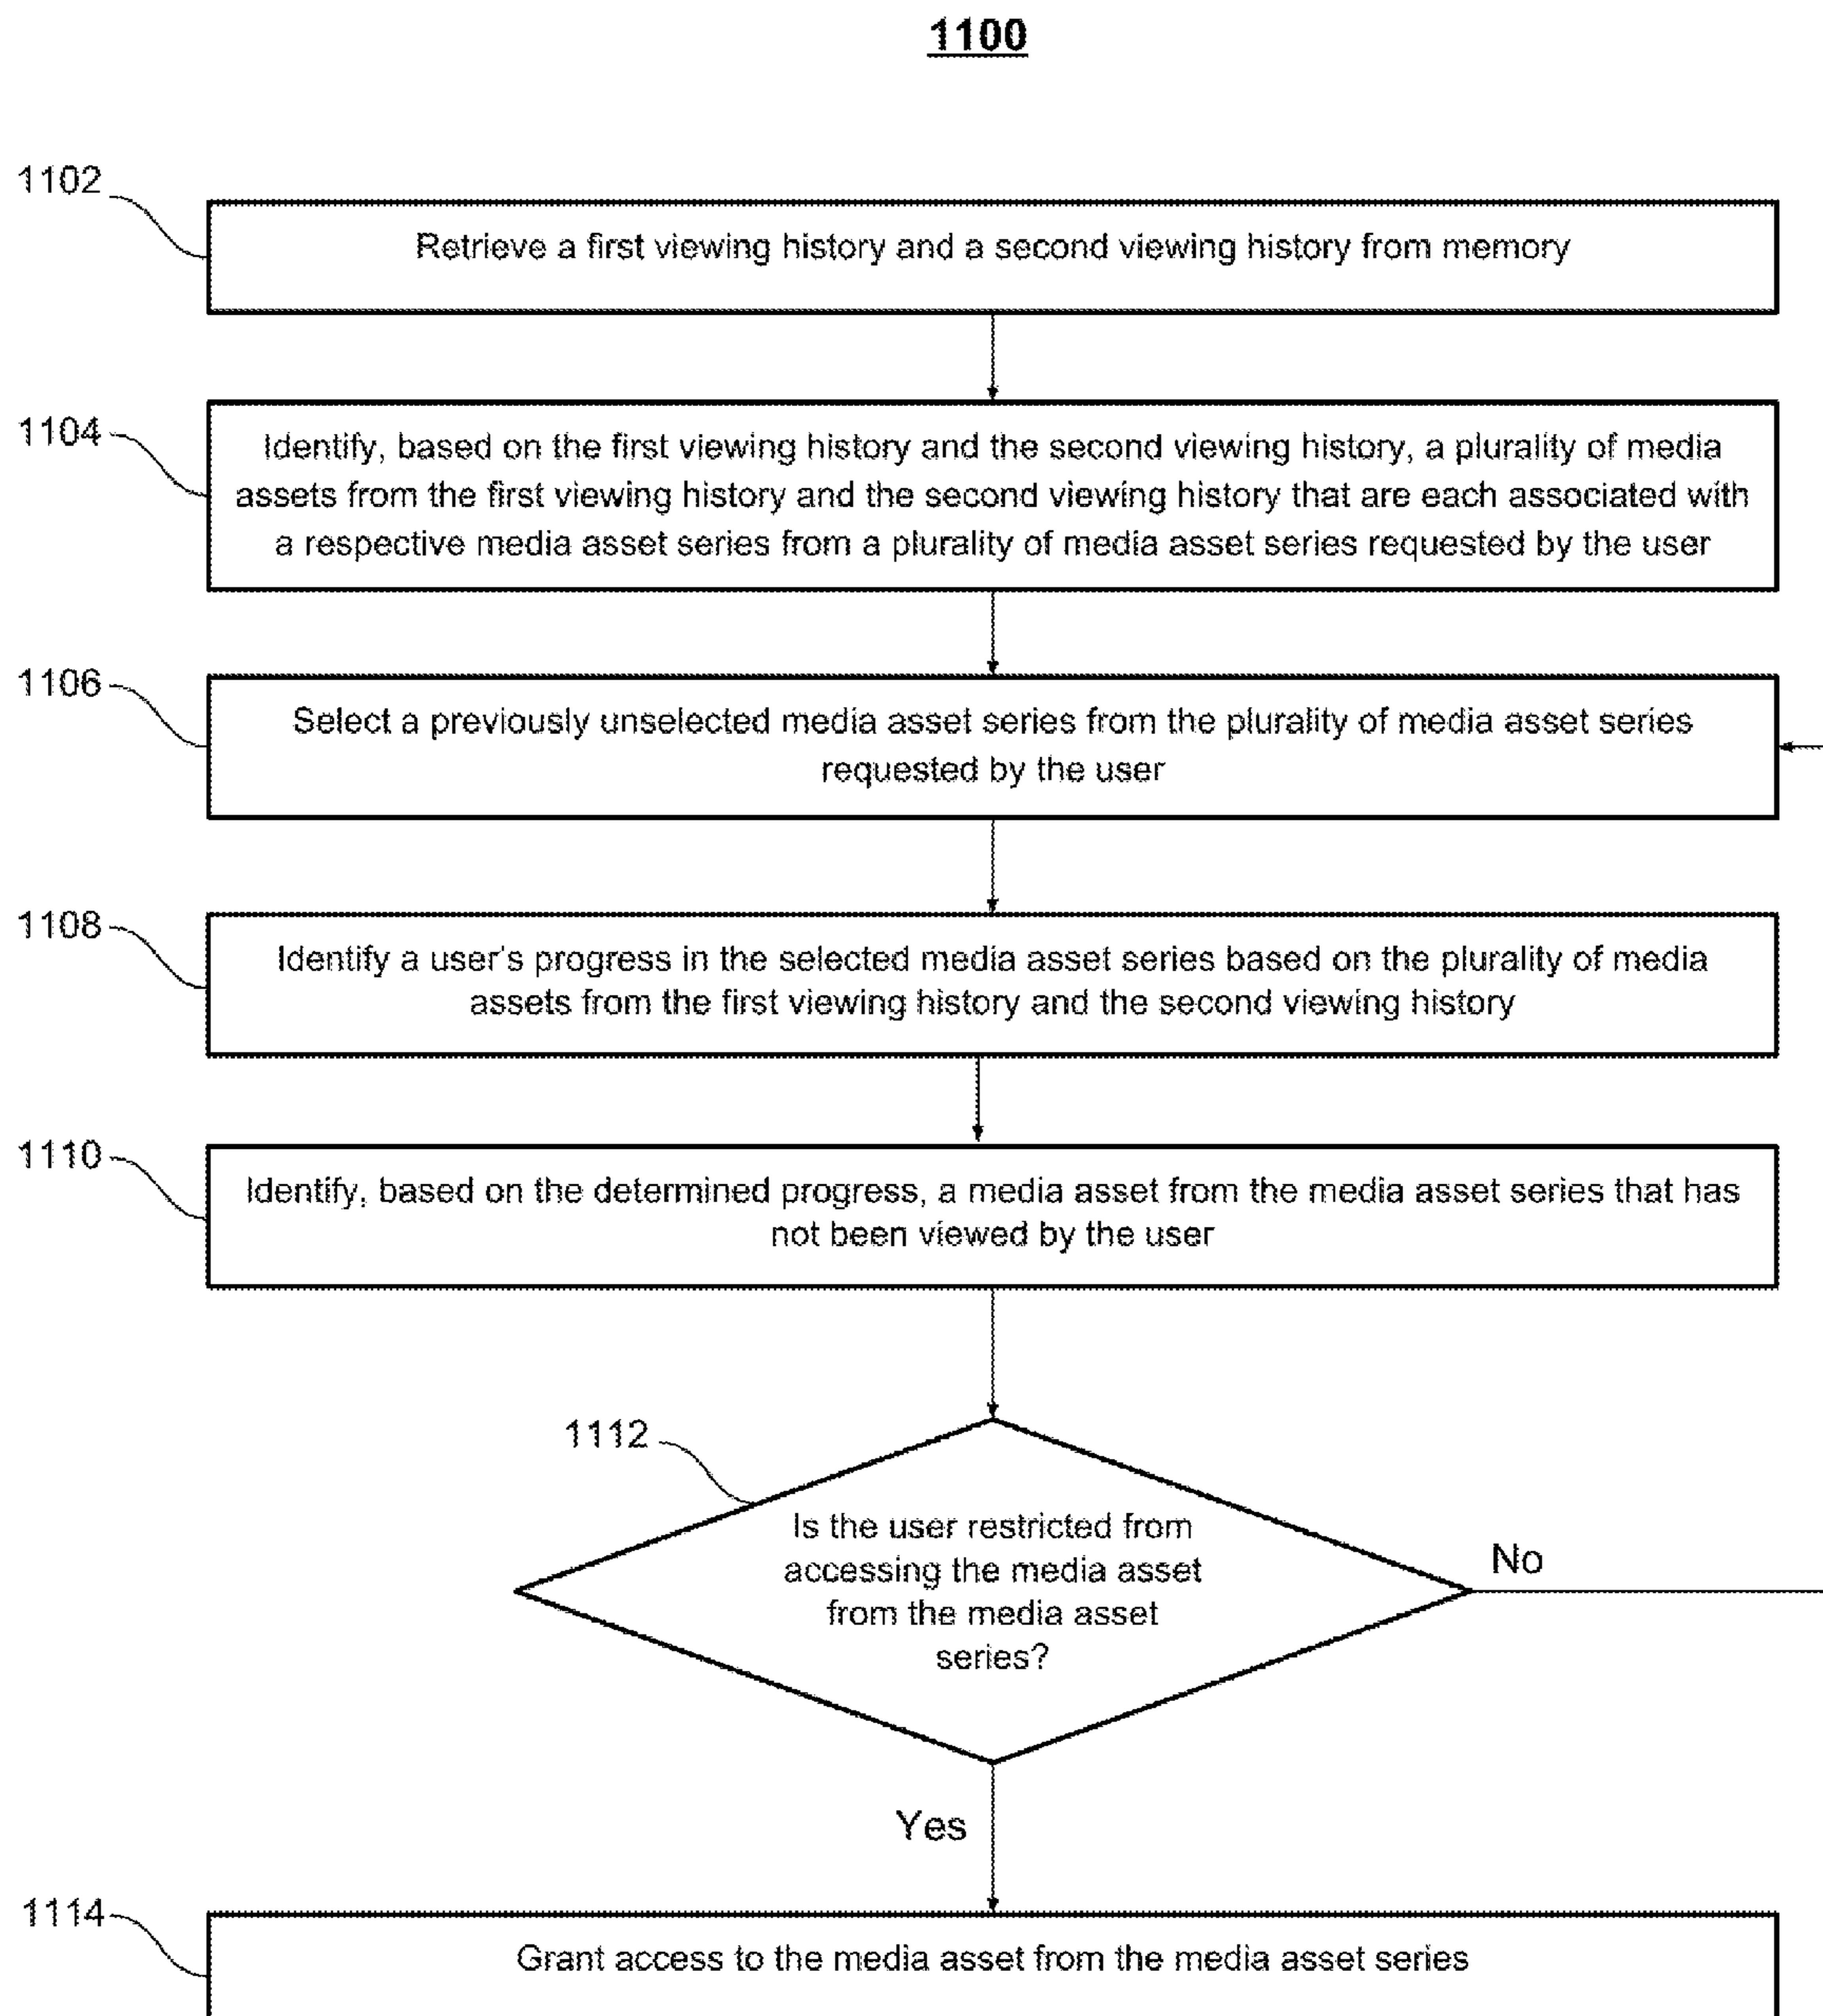 1100
1102
Retrieve a first viewing history and a second viewing history from memory
1104
Identify, based on the first viewing history and the second viewing history, a plurality of media
assets from the first viewing history and the second viewing history that are each associated with
a respective media asset series from a plurality of media asset series requested by the user
1106
Select a previously unselected media asset series from the plurality of media asset series
requested by the user
1108
Identify a user's progress in the selected media asset series based on the plurality of media
assets from the first viewing history and the second viewing history
1110
Identify, based on the determined progress, a media asset from the media asset series that has
not been viewed by the user
1112
Is the user restricted from
accessing the media asset
from the media asset
series?
No
Yes
1114
Grant access to the media asset from the media asset series